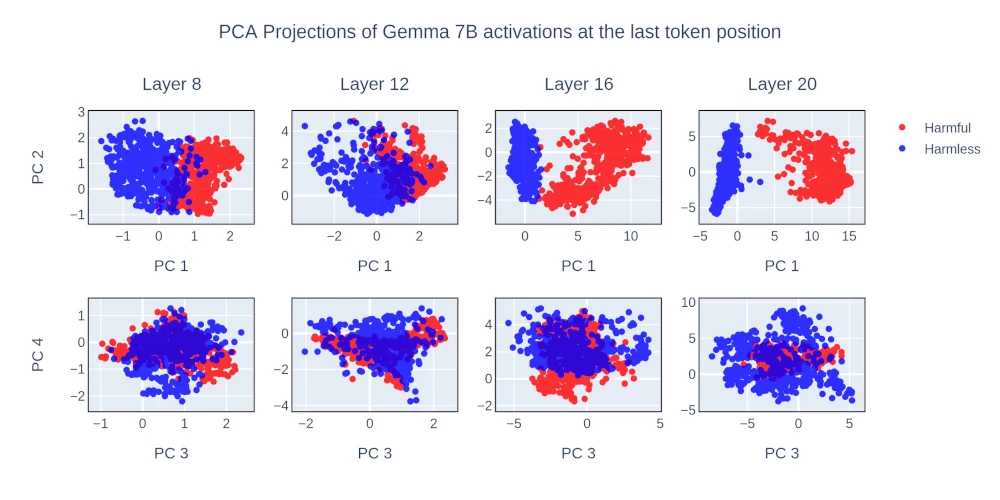 PCA Projections of Gemma 7B activations at the last token position
Layer 8 Layer 12 Layer 16 Layer 20
Harmful
Harmless
PC 2
3
2
1
0
−1
−1 0 1 2
PC 1
4
2
0
−2 0 2
PC 1
2
0
−2
−4
0 5 10
PC 1
5
0
−5
−5 0 5 10 15
PC 1
PC 4
1
0
−1
−2
−1 0 1 2
PC 3
0
−2
−4
−2 0 2
PC 3
4
2
0
−2
−5 0 5
PC 3
10
5
0
−5
−5 0 5
PC 3